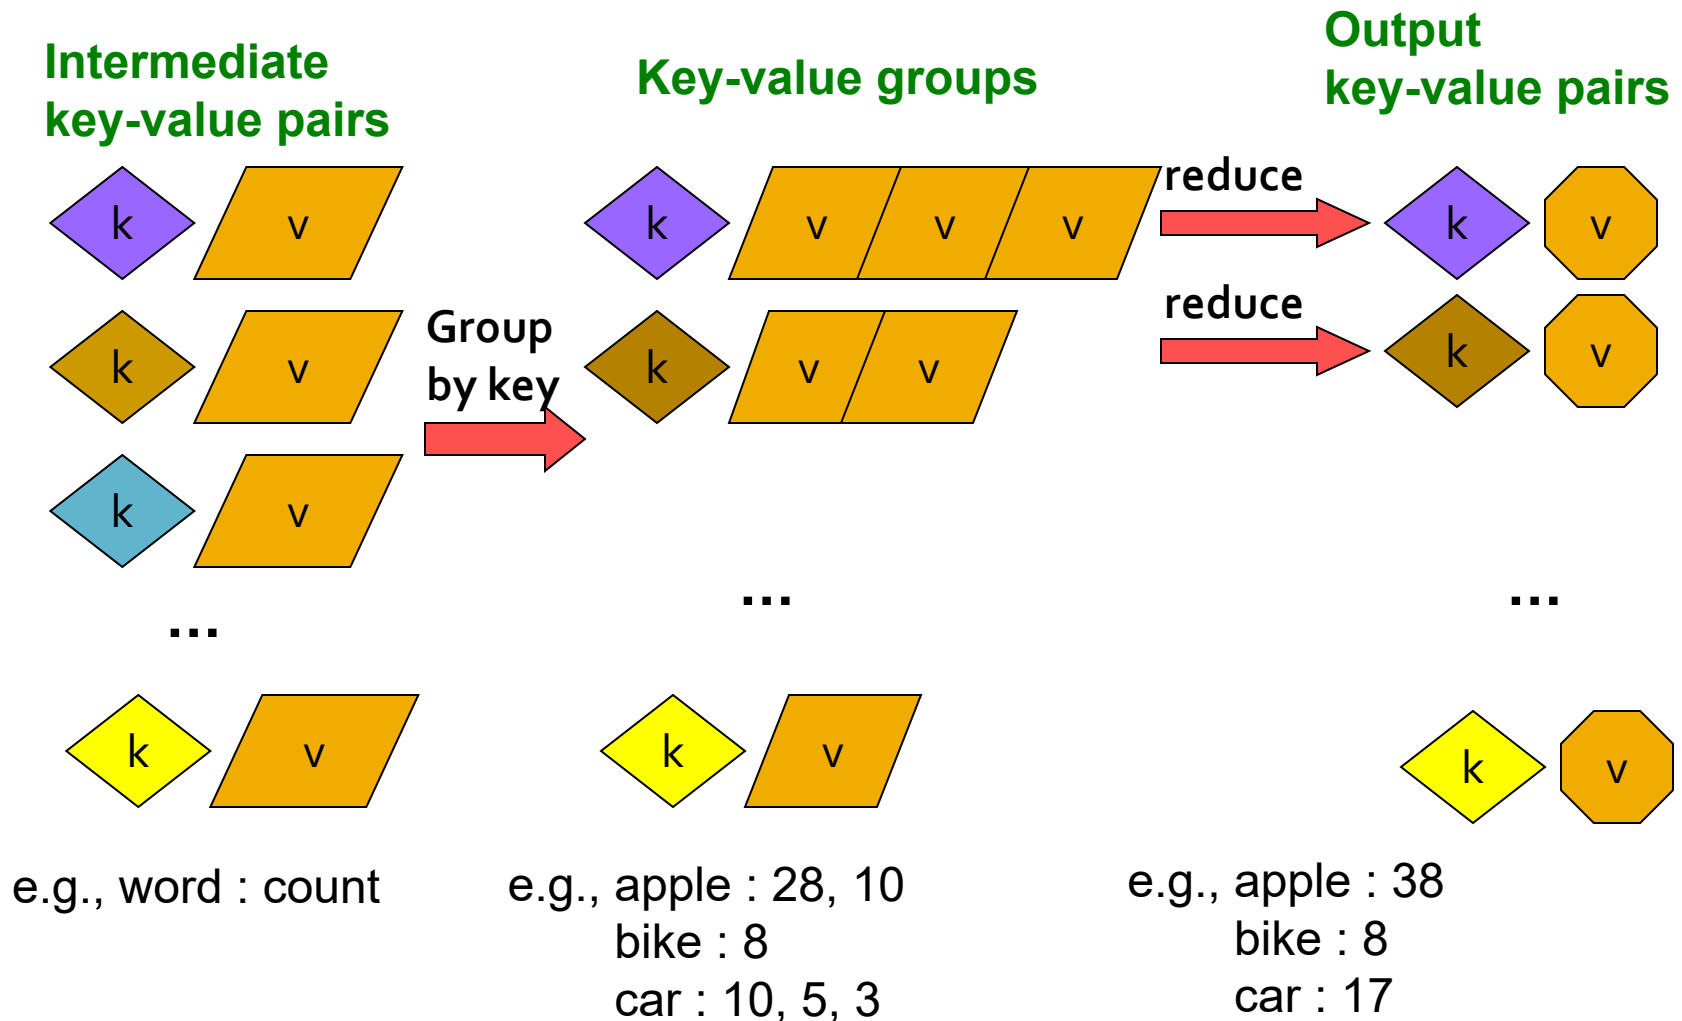 Intermediate
key-value pairs
Key-value groups
Output
key-value pairs
k v
k v v v
reduce
k v
k v
Group
by key
k v v
reduce
k v
k v
...
...
...
k v
k v
k v
e.g., word : count
e.g., apple : 28, 10
bike : 8
car : 10, 5, 3
e.g., apple : 38
bike : 8
car : 17